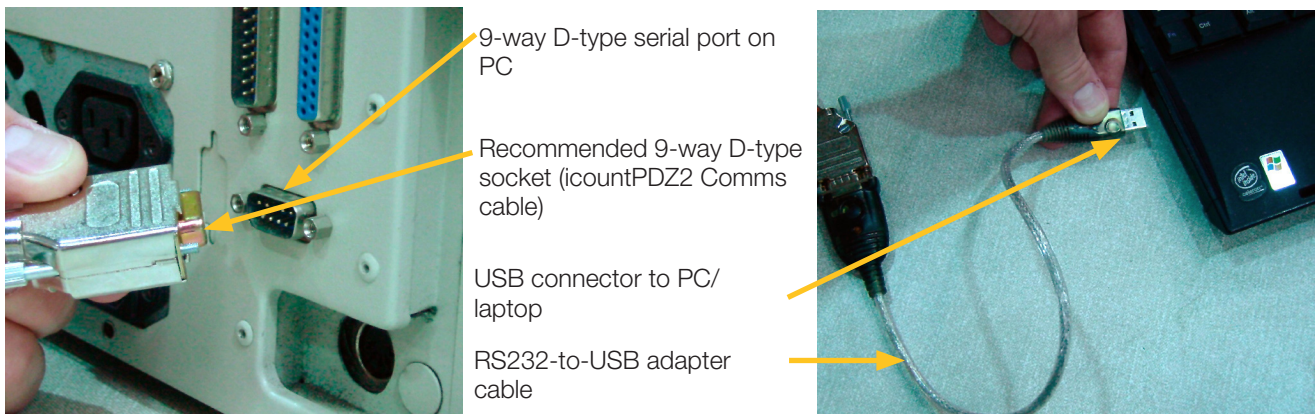 9-way D-type serial port on
PC
Recommended 9-way D-type
socket (icountPDZ2 Comms
cable)
USB connector to PC/
laptop
RS232-to-USB adapter
cable